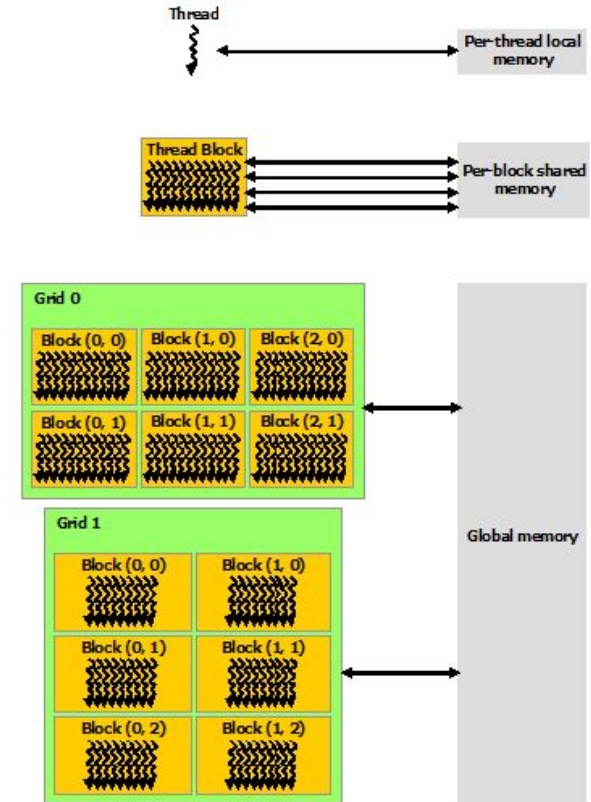 Thread
Per-thread local
memory
Thread Block
Per-block shared
memory
Grid 0
Block (0, 0)
Block (1, 0)
Block (2, 0)
Block (0, 1)
Block (1, 1)
Block (2, 1)
Grid 1
Block (0, 0)
Block (1, 0)
Block (0, 1)
Block (1, 1)
Block (0, 2)
Block (1, 2)
Global memory